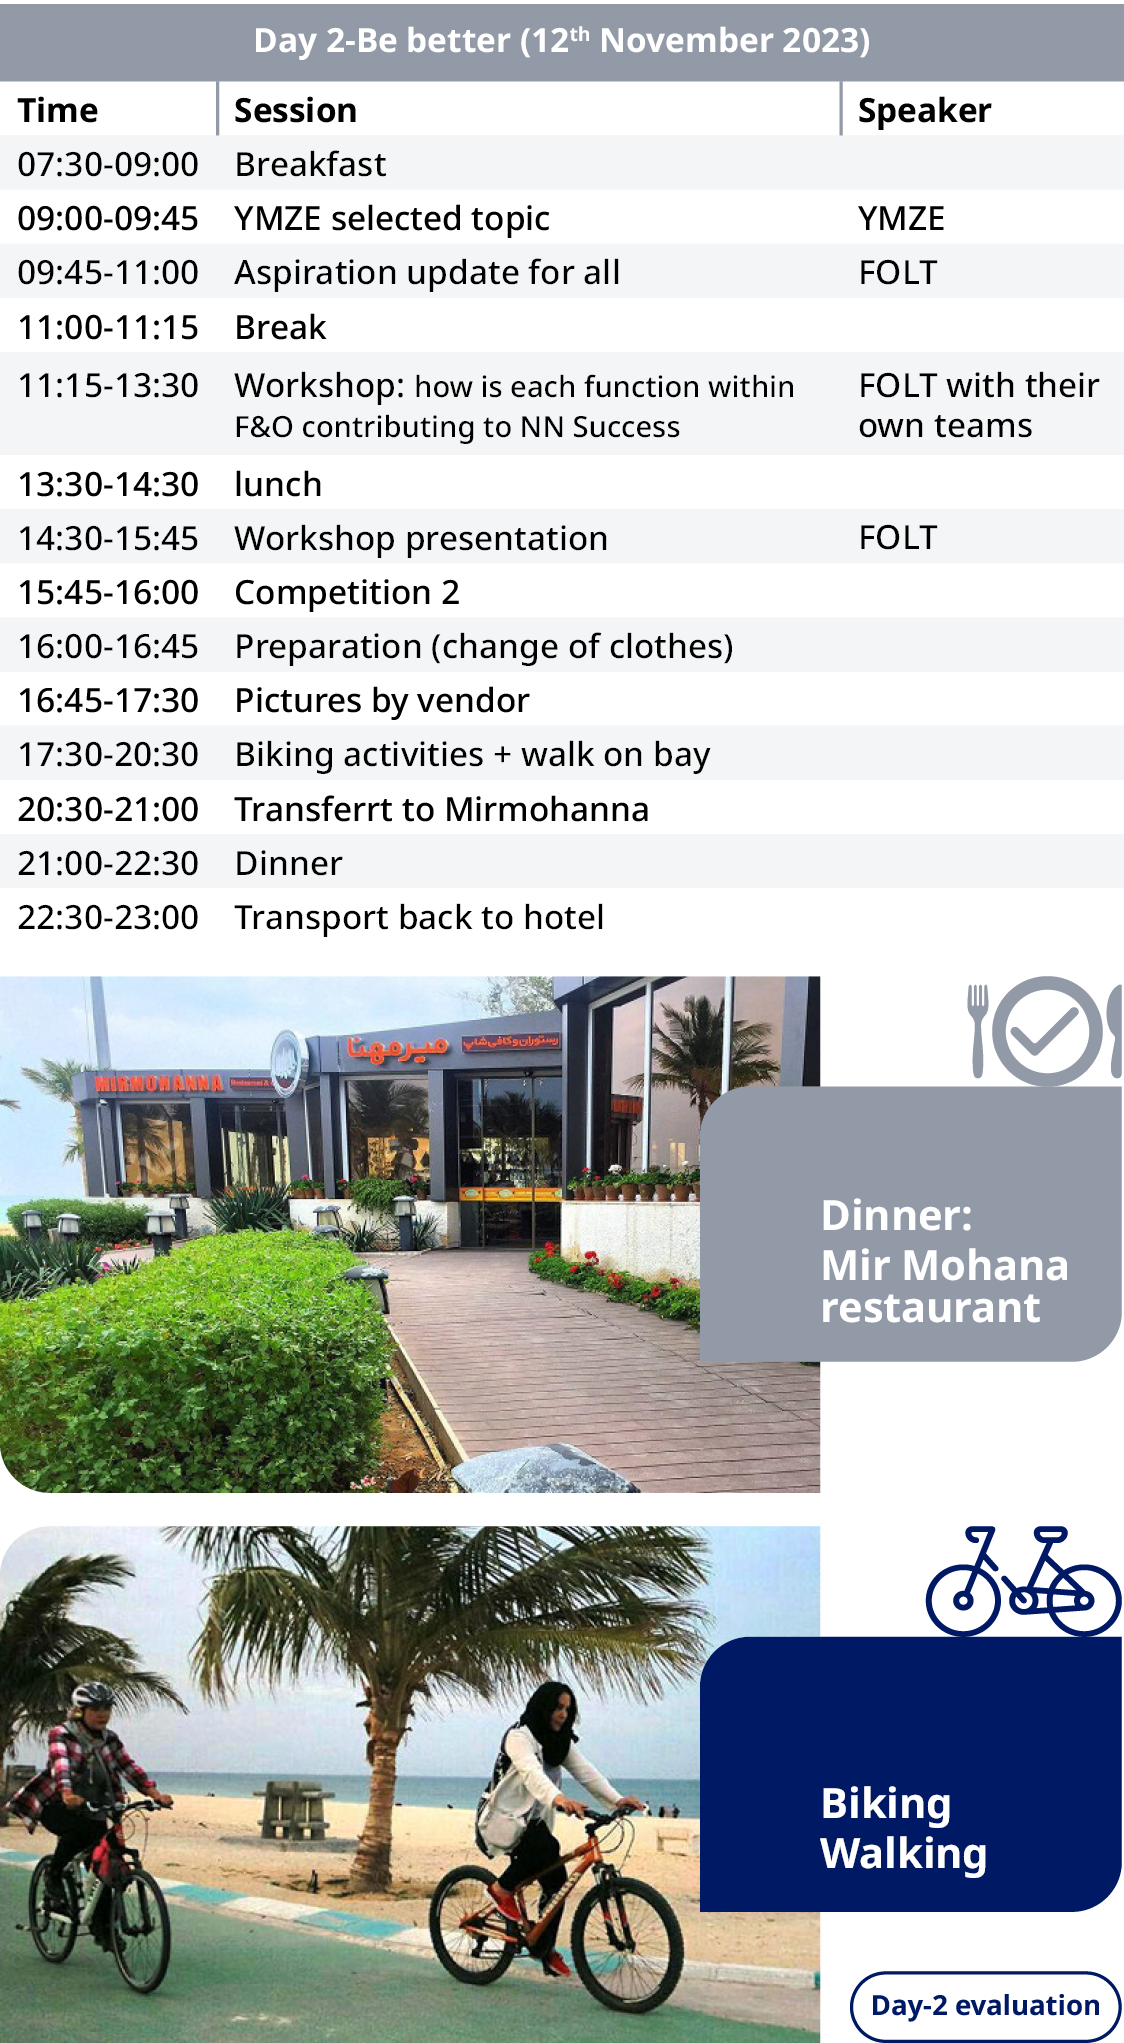 Day 2-Be better (12th November 2023)
Time Session Speaker
07:30-09:00 Breakfast
09:00-09:45 YMZE selected topic YMZE
09:45-11:00 Aspiration update for all FOLT
11:00-11:15 Break
11:15-13:30 Workshop: how is each function within FOLT with their
F&O contributing to NN Success own teams
13:30-14:30 lunch
14:30-15:45 Workshop presentation FOLT
15:45-16:00 Competition 2
16:00-16:45 Preparation (change of clothes)
16:45-17:30 Pictures by vendor
17:30-20:30 Biking activities + walk on bay
20:30-21:00 Transferrt to Mirmohanna
21:00-22:30 Dinner
22:30-23:00 Transport back to hotel
میرمهنا رستوران و کافی شاپ
MIRMOHANNA Restaurant &
Dinner:
Mir Mohana
restaurant
Biking
Walking
Day-2 evaluation